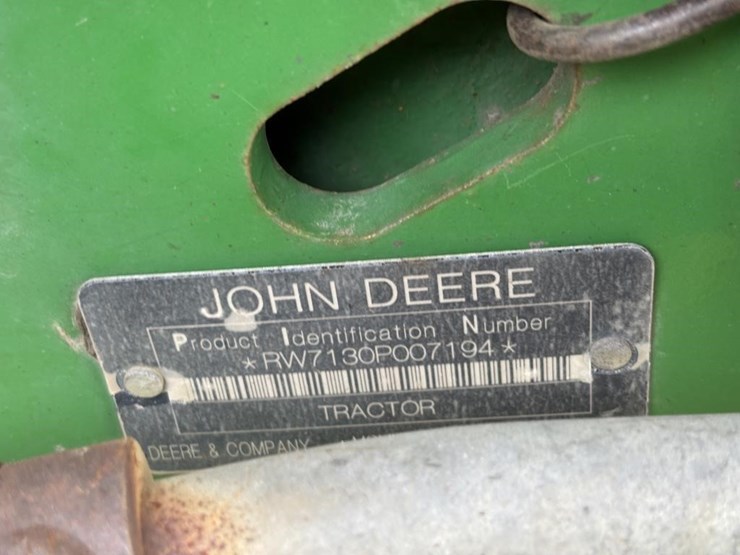 JOHN DEERE
Product Identification Number
*RW7130P007194*
TRACTOR
DEERE & COMPANY